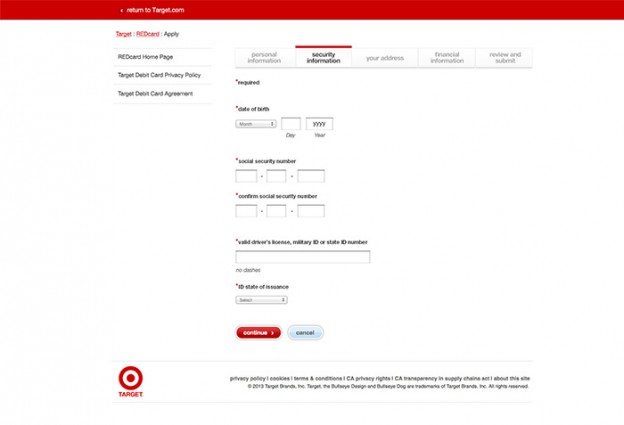 ‹ return to Target.com
Target : REDcard : Apply
REDcard Home Page
Target Debit Card Privacy Policy
Target Debit Card Agreement
personal
information
security
information
your address
financial
information
review and
submit
*required
*date of birth
Month
yyyy
Day Year
*social security number
- -
*confirm social security number
- -
*valid driver's license, military ID or state ID number
no dashes
*ID state of issuance
Select
continue ›
cancel
privacy policy | cookies | terms & conditions | CA privacy rights | CA transparency in supply chains act | about this site
© 2013 Target Brands, Inc. Target, the Bullseye Design and Bullseye Dog are trademarks of Target Brands, Inc. All rights reserved.
TARGET